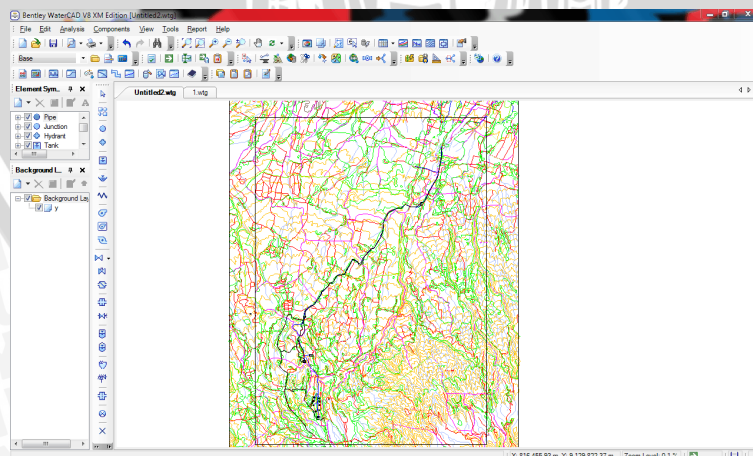 Bentley WaterCAD V8 XM Edition [Untitled2.wtg]
File Edit Analysis Components View Tools Report Help
Base
Element Sym...
Untitled2.wtg 1.wtg
Pipe
Junction
Hydrant
Tank
Background L...
Background Lay
y
Zoom Level: 0.1 %